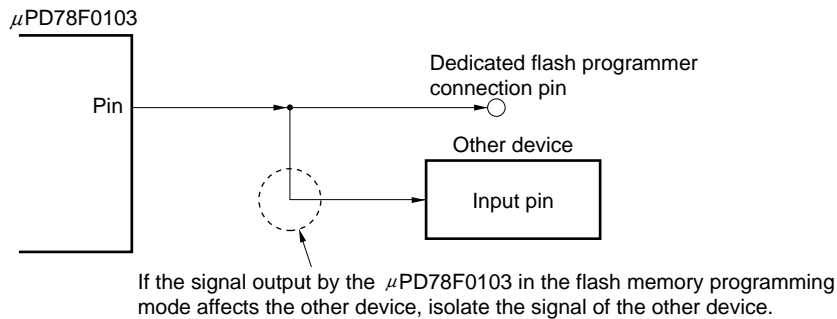 μPD78F0103
Pin
Dedicated flash programmer
connection pin
Other device
Input pin
If the signal output by the μPD78F0103 in the flash memory programming
mode affects the other device, isolate the signal of the other device.